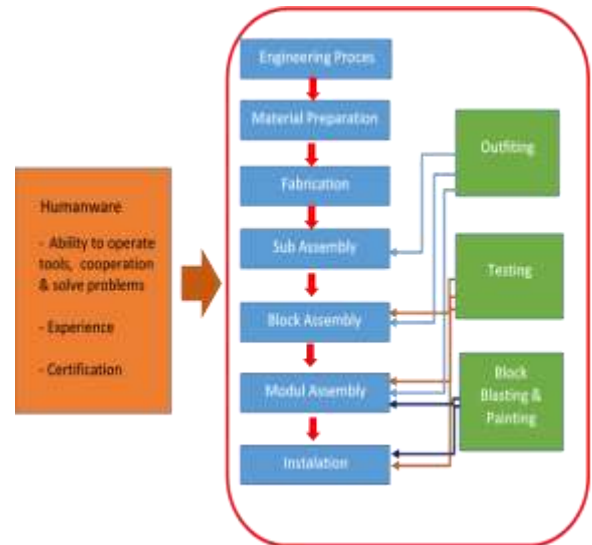 Engineering Proces
Material Preparation
Fabrication
Sub Assembly
Block Assembly
Modul Assembly
Instalation
Outfiting
Testing
Block
Blasting &
Painting
Humanware
- Ability to operate
tools, cooperation
& solve problems
- Experience
- Certification